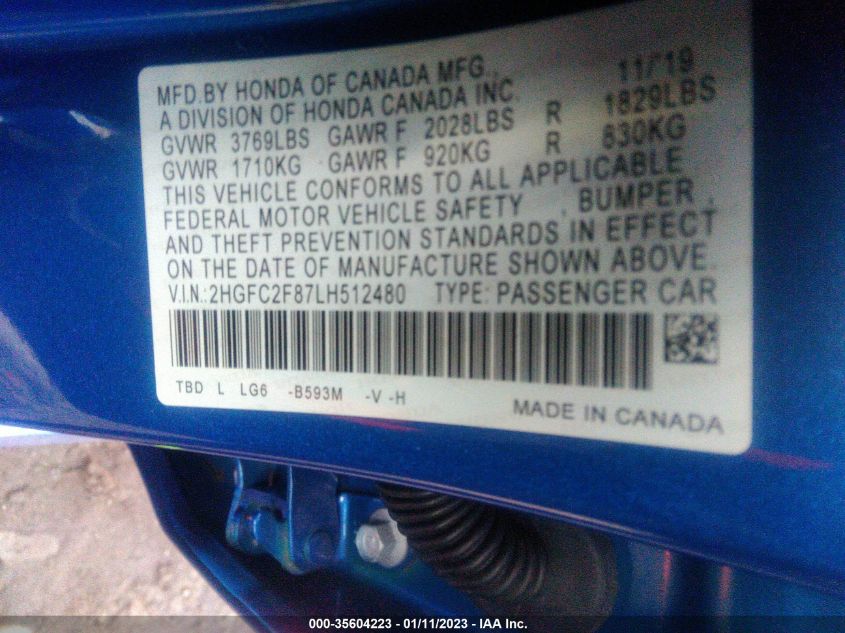 MFD.BY HONDA OF CANADA MFG., 11/'19
A DIVISION OF HONDA CANADA INC.
GVWR 3769LBS GAWR F 2028LBS R 1829LBS
GVWR 1710KG GAWR F 920KG R 830KG
THIS VEHICLE CONFORMS TO ALL APPLICABLE
FEDERAL MOTOR VEHICLE SAFETY , BUMPER ,
AND THEFT PREVENTION STANDARDS IN EFFECT
ON THE DATE OF MANUFACTURE SHOWN ABOVE.
V.I.N.:2HGFC2F87LH512480 TYPE: PASSENGER CAR
TBD L LG6 -B593M -V -H
MADE IN CANADA
000-35604223 - 01/11/2023 - IAA Inc.